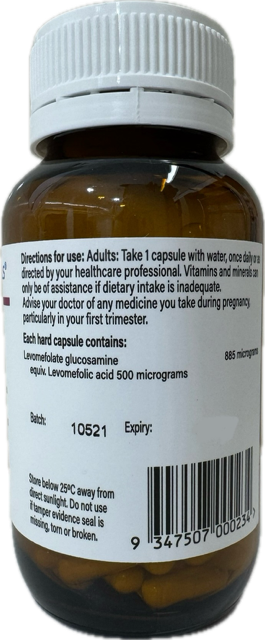 Directions for use: Adults: Take 1 capsule with water, once daily or as
directed by your healthcare professional. Vitamins and minerals can
only be of assistance if dietary intake is inadequate.
Advise your doctor of any medicine you take during pregnancy,
particularly in your first trimester.
Each hard capsule contains:
Levomefolate glucosamine 885 micrograms
equiv. Levomefolic acid 500 micrograms
Batch: 10521 Expiry:
Store below 25°C away from
direct sunlight. Do not use
if tamper evidence seal is
missing, torn or broken.
9 347507 000234